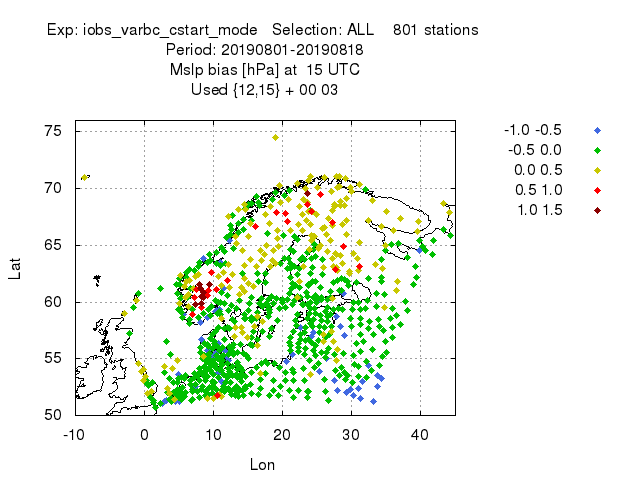 Exp: iobs_varbc_cstart_mode Selection: ALL 801 stations
Period: 20190801-20190818
Mslp bias [hPa] at 15 UTC
Used {12,15} + 00 03
-1.0 -0.5
-0.5 0.0
0.0 0.5
0.5 1.0
1.0 1.5
75
70
65
60
55
50
Lat
-10 0 10 20 30 40
Lon